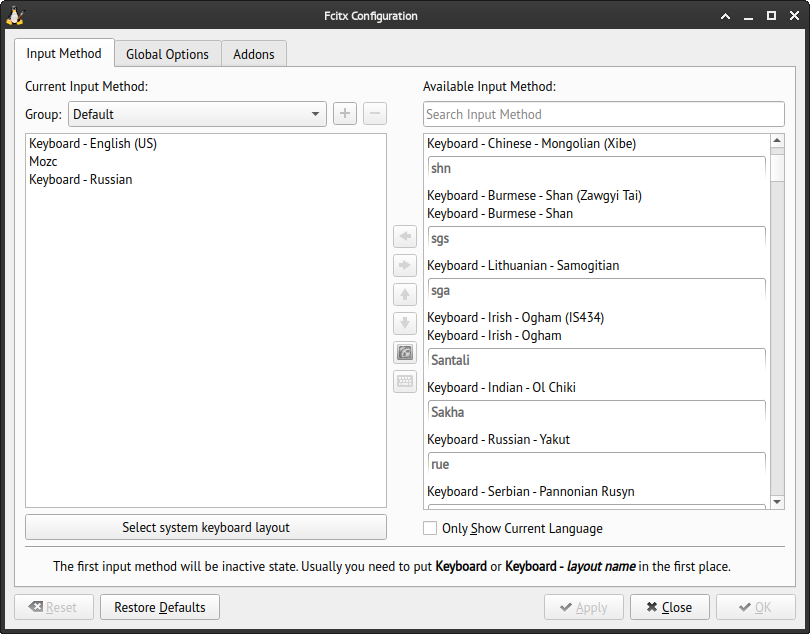 Fcitx Configuration
Input Method
Global Options
Addons
Current Input Method:
Group:
Default
Keyboard - English (US)
Mozc
Keyboard - Russian
Select system keyboard layout
Available Input Method:
Search Input Method
Keyboard - Chinese - Mongolian (Xibe)
shn
Keyboard - Burmese - Shan (Zawgyi Tai)
Keyboard - Burmese - Shan
sgs
Keyboard - Lithuanian - Samogitian
sga
Keyboard - Irish - Ogham (IS434)
Keyboard - Irish - Ogham
Santali
Keyboard - Indian - Ol Chiki
Sakha
Keyboard - Russian - Yakut
rue
Keyboard - Serbian - Pannonian Rusyn
Only Show Current Language
The first input method will be inactive state. Usually you need to put Keyboard or Keyboard - layout name in the first place.
Reset
Restore Defaults
Apply
Close
OK